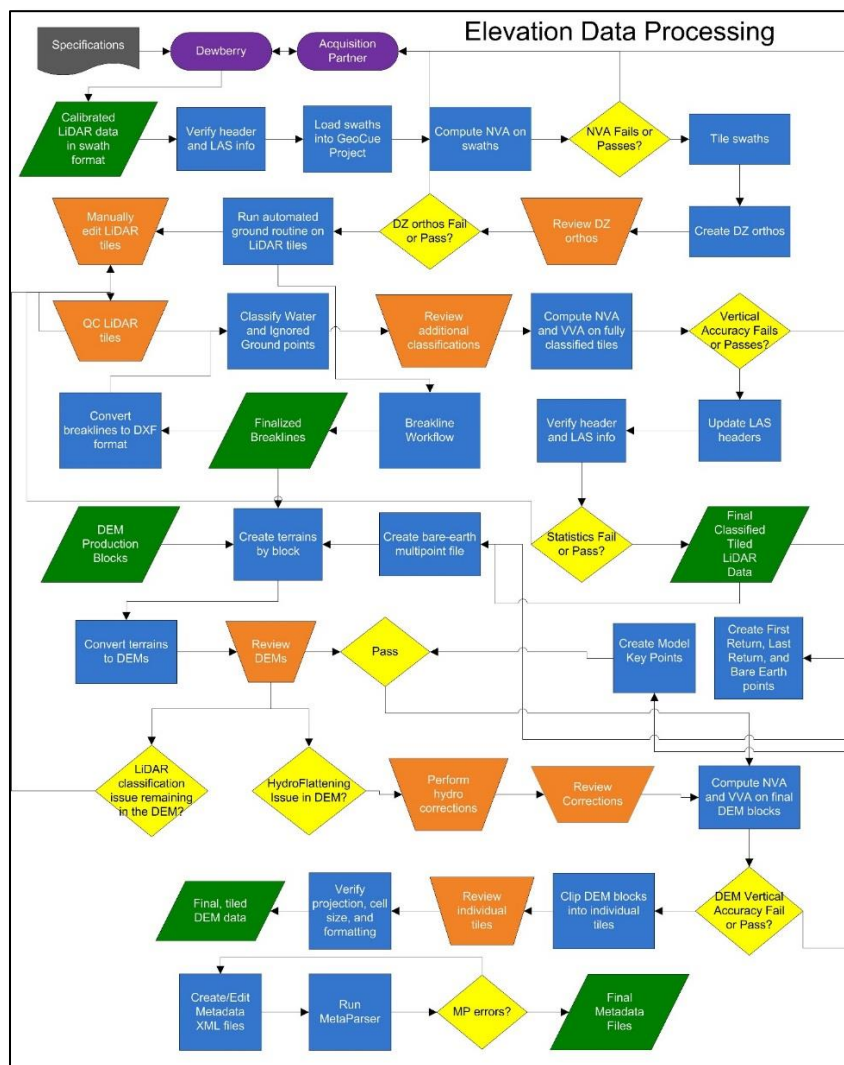 Elevation Data Processing
Specifications
Dewberry
Acquisition
Partner
Calibrated
LiDAR data
in swath
format
Verify header
and LAS info
Load swaths
into GeoCue
Project
Compute NVA
on swaths
NVA Fails or
Passes?
Tile swaths
Manually
edit LiDAR
tiles
Run automated
ground routine on
LiDAR tiles
DZ orthos Fail
or Pass?
Review DZ
orthos
Create DZ orthos
QC LiDAR
tiles
Classify Water
and Ignored
Ground points
Review
additional
classifications
Compute NVA
and VVA on fully
classified tiles
Vertical
Accuracy Fails
or Passes?
Convert
breaklines to DXF
format
Finalized
Breaklines
Breakline
Workflow
Verify header
and LAS info
Update LAS
headers
DEM
Production
Blocks
Create terrains
by block
Create bare-earth
multipoint file
Statistics Fail
or Pass?
Final
Classified
Tiled
LiDAR
Data
Convert terrains
to DEMs
Review
DEMs
Pass
Create Model
Key Points
Create First
Return, Last
Return, and
Bare Earth
points
LiDAR
classification
issue remaining
in the DEM?
HydroFlattening
Issue in DEM?
Perform
hydro
corrections
Review
Corrections
Compute NVA
and VVA on final
DEM blocks
Final, tiled
DEM data
Verify
projection, cell
size, and
formatting
Review
individual
tiles
Clip DEM blocks
into individual
tiles
DEM Vertical
Accuracy Fail
or Pass?
Create/Edit
Metadata
XML files
Run
MetaParser
MP errors?
Final
Metadata
Files